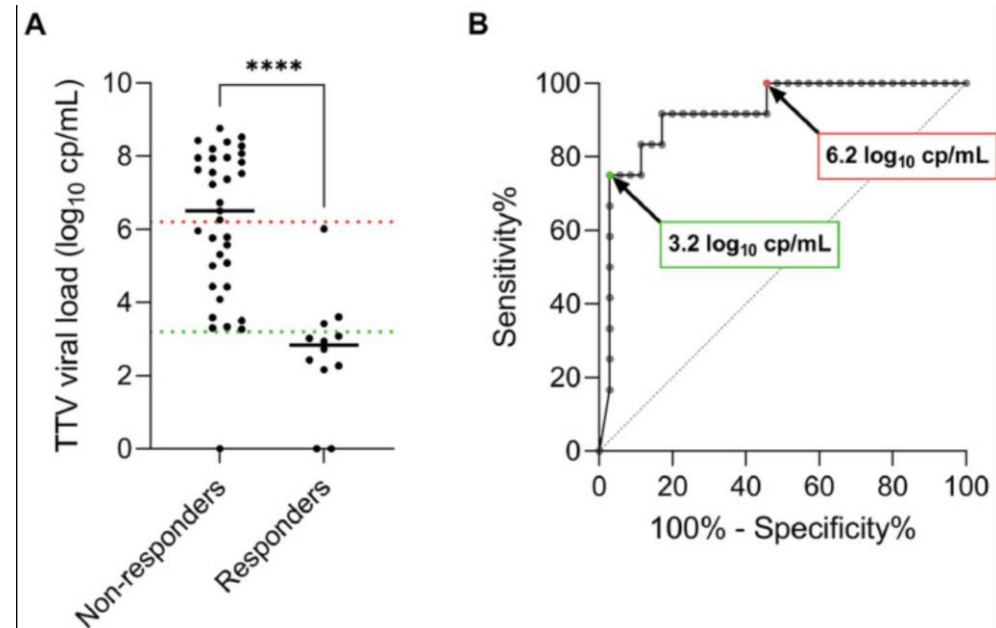 A
B
****
TTV viral load (log₁₀ cp/mL)
10
8
6
4
2
0
Non-responders
Responders
Sensitivity%
100
80
60
40
20
0
6.2 log₁₀ cp/mL
3.2 log₁₀ cp/mL
0 20 40 60 80 100
100% - Specificity%